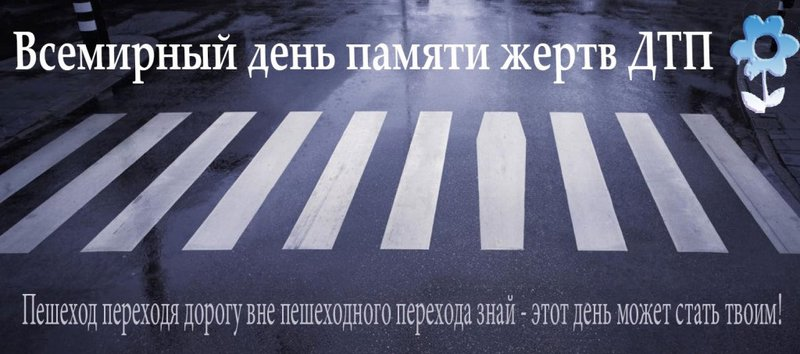 Всемирный день памяти жертв ДТП
Пешеход переходя дорогу вне пешеходного перехода знай - этот день может стать твоим!